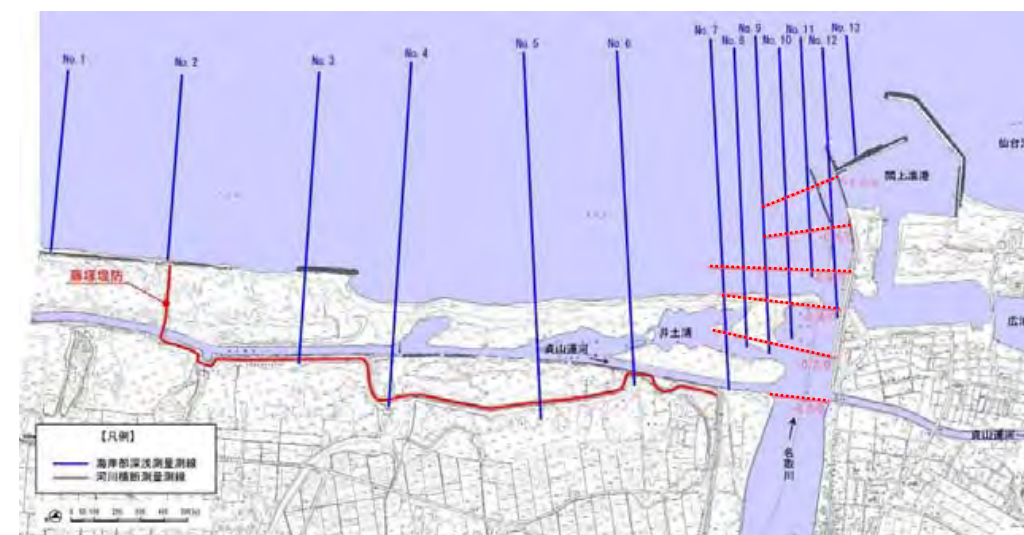 No. 1
No. 2
No. 3
No. 4
No. 5
No. 6
No. 7
No. 8
No. 9
No. 10
No. 11
No. 12
No. 13
閖上漁港
藤塚堤防
井土浦
貞山運河
名取川
貞山運河
【凡例】
海岸部深浅測量測線
河川横断測量測線